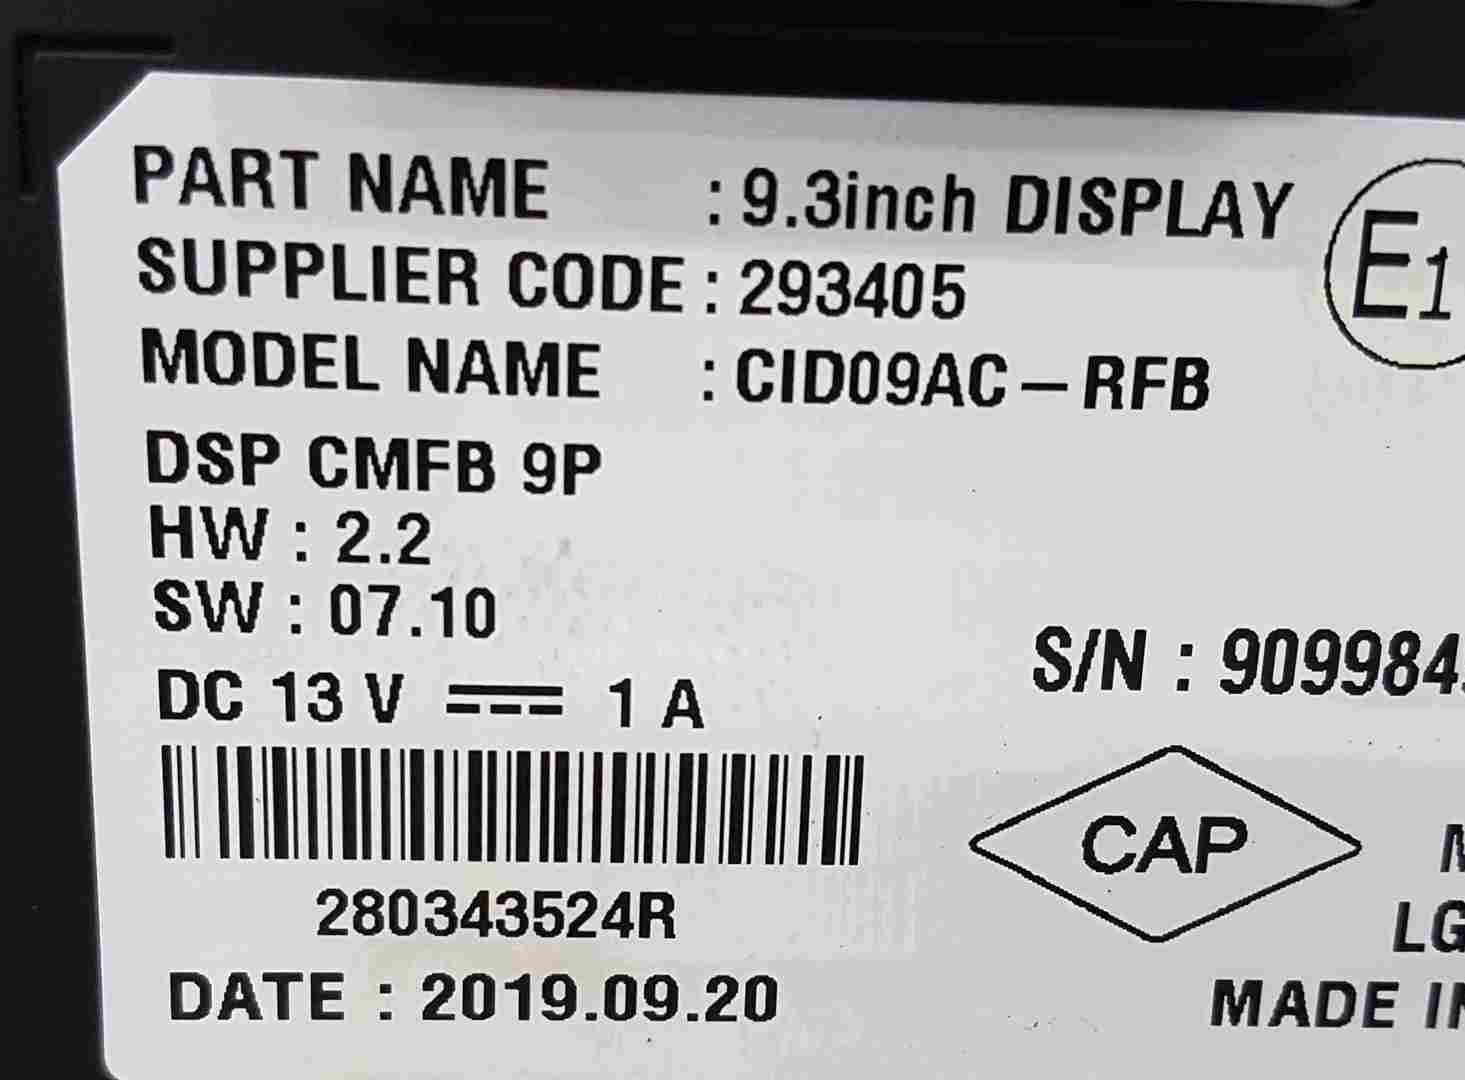 PART NAME : 9.3inch DISPLAY
E1
SUPPLIER CODE : 293405
MODEL NAME : CID09AC-RFB
DSP CMFB 9P
HW : 2.2
SW : 07.10
S/N : 909984
DC 13 V ⎓ 1 A
CAP
280343524R
LG
DATE : 2019.09.20
MADE IN